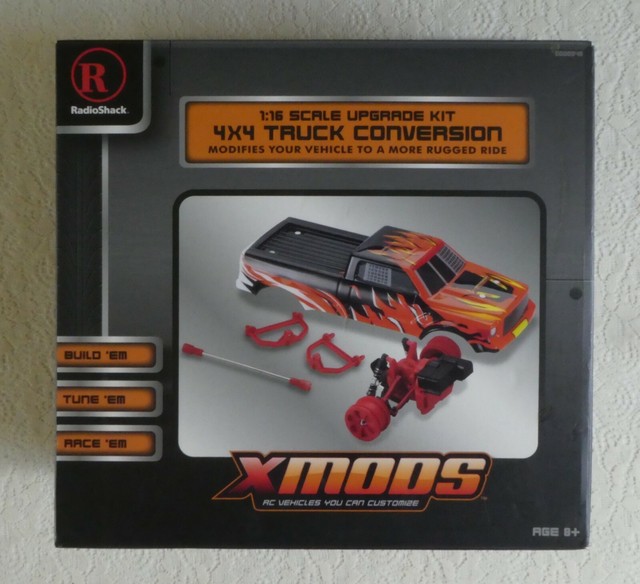 R
RadioShack.
1:16 SCALE UPGRADE KIT
4X4 TRUCK CONVERSION
MODIFIES YOUR VEHICLE TO A MORE RUGGED RIDE
BUILD 'EM
TUNE 'EM
RACE 'EM
XMODS™
RC VEHICLES YOU CAN CUSTOMIZE
AGE 8+